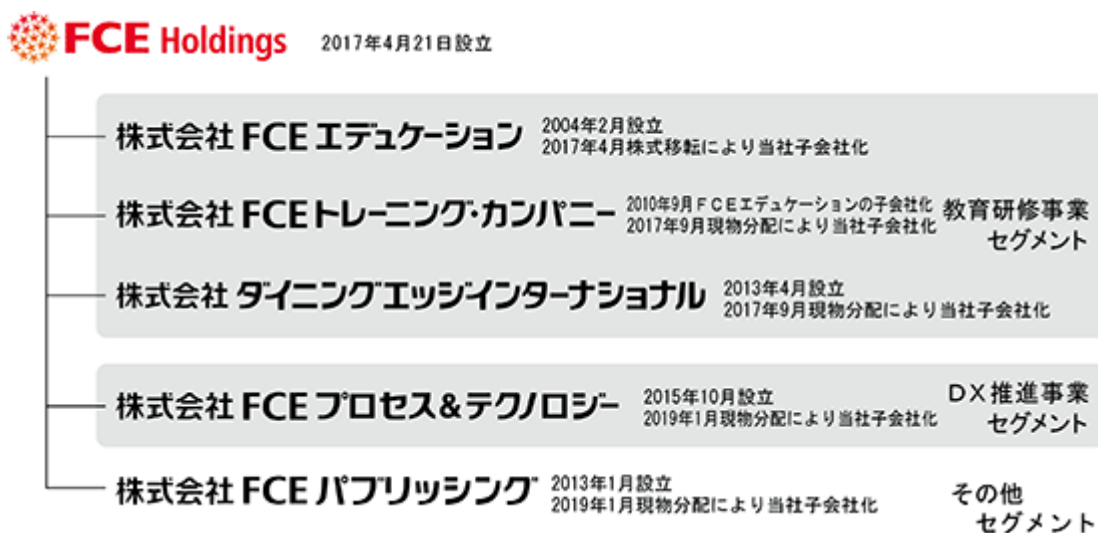 FCE Holdings 2017年4月21日設立
株式会社 FCE エデュケーション 2004年2月設立
2017年4月株式移転により当社子会社化
株式会社 FCE トレーニング・カンパニー 2010年9月FCEエデュケーションの子会社化
2017年9月現物分配により当社子会社化
教育研修事業
セグメント
株式会社 ダイニングエッジインターナショナル 2013年4月設立
2017年9月現物分配により当社子会社化
株式会社 FCE プロセス&テクノロジー 2015年10月設立
2019年1月現物分配により当社子会社化
DX推進事業
セグメント
株式会社 FCE パブリッシング 2013年1月設立
2019年1月現物分配により当社子会社化
その他
セグメント